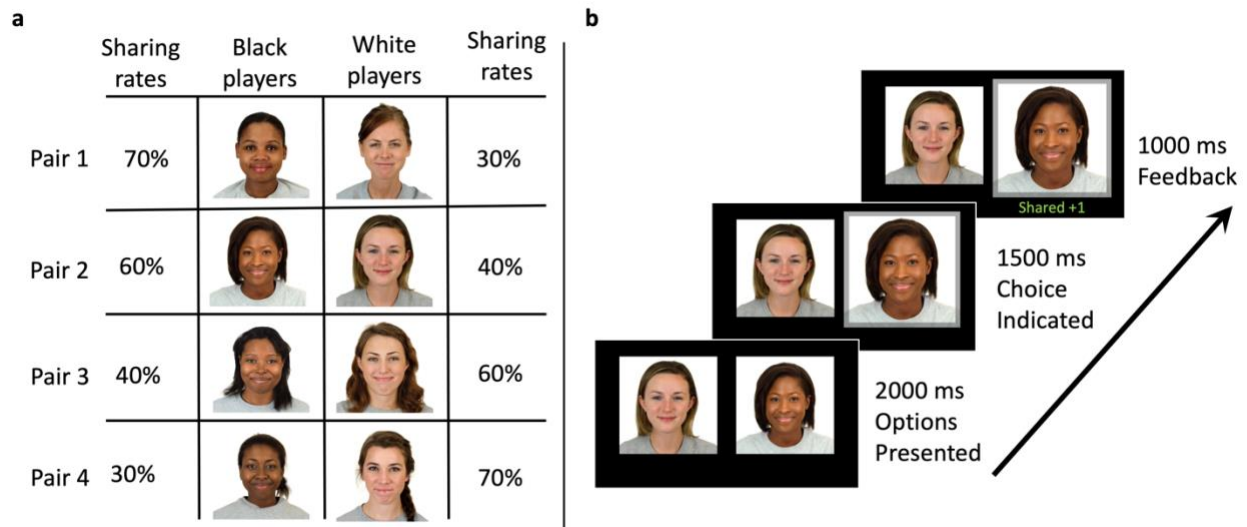 a
Sharing rates
Black players
White players
Sharing rates
Pair 1
70%
30%
Pair 2
60%
40%
Pair 3
40%
60%
Pair 4
30%
70%
b
1000 ms
Feedback
Shared +1
1500 ms
Choice
Indicated
2000 ms
Options
Presented